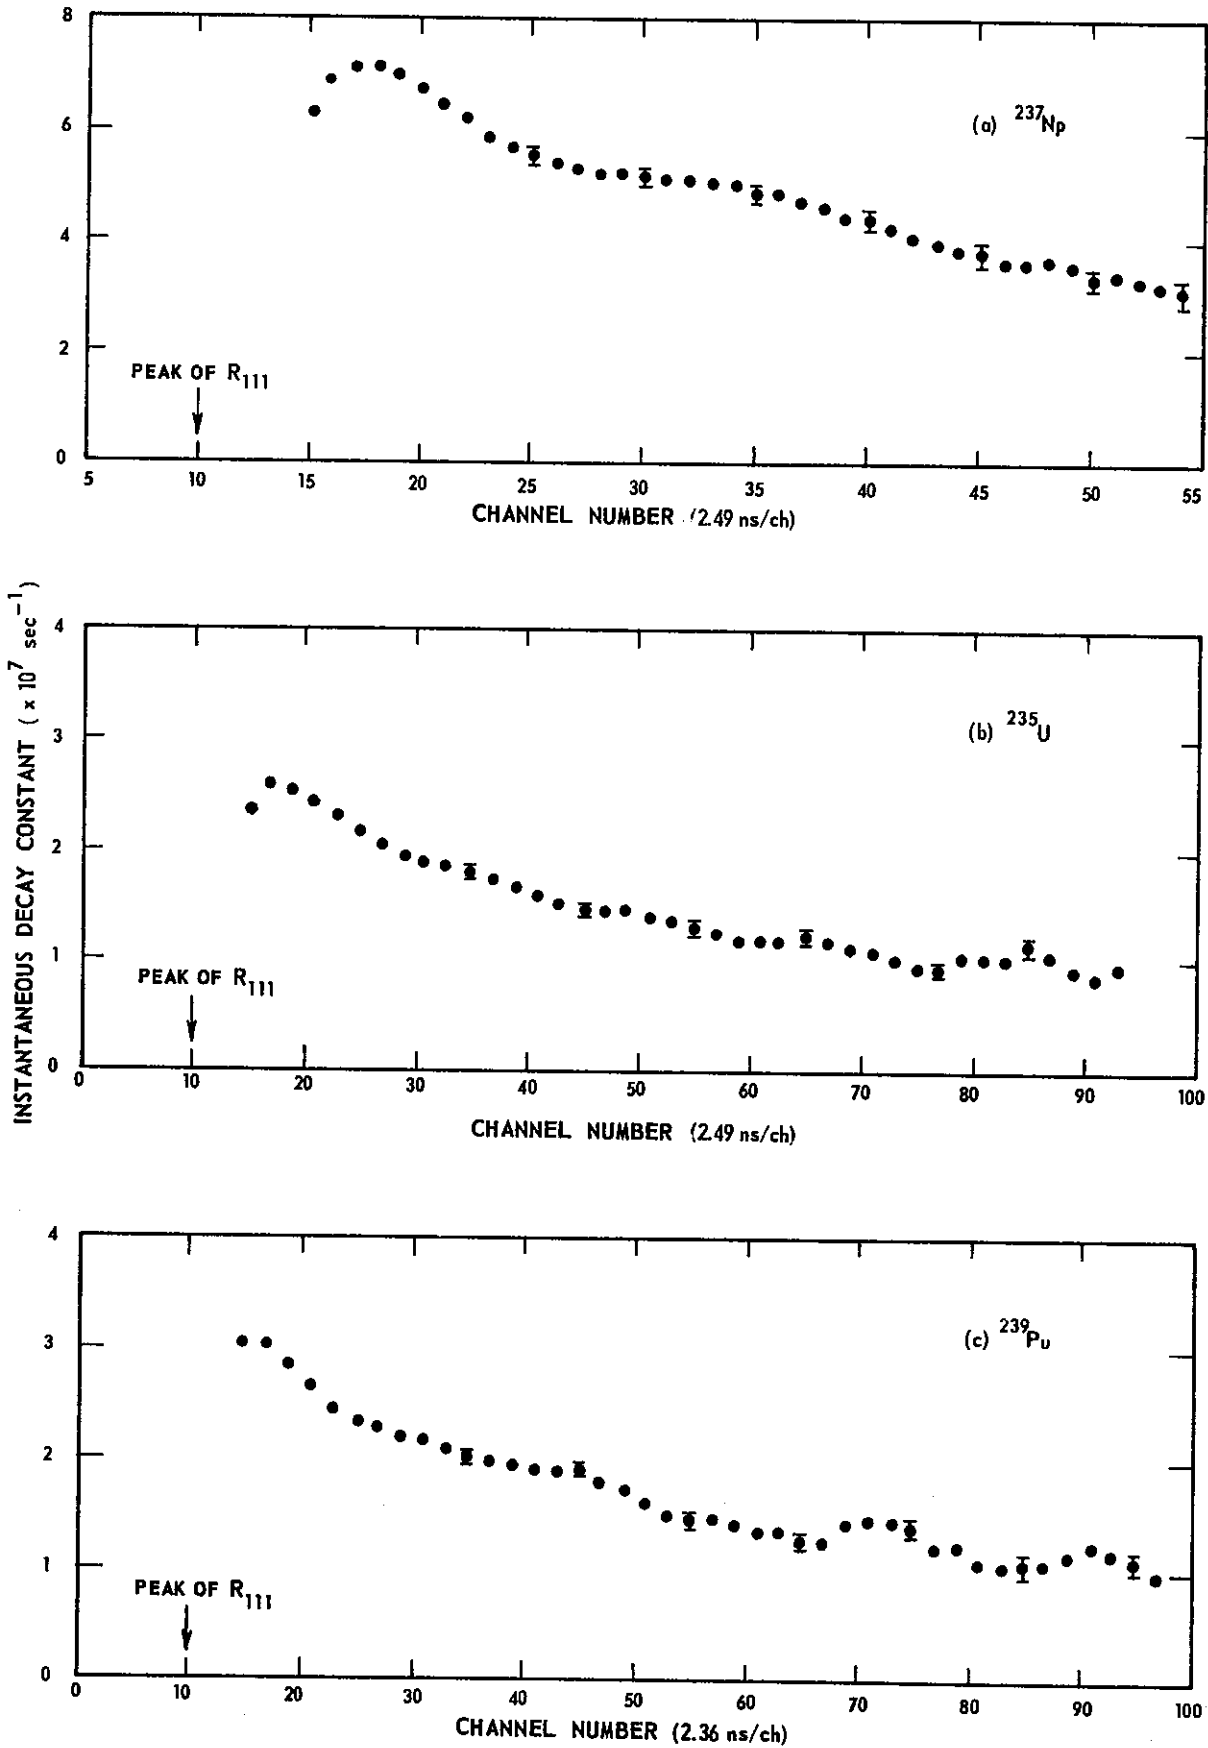 8
6
4
2
0
(a) ²³⁷Np
PEAK OF R₁₁₁
5 10 15 20 25 30 35 40 45 50 55
CHANNEL NUMBER (2.49 ns/ch)
INSTANTANEOUS DECAY CONSTANT ( x 10⁷ sec⁻¹)
4
3
2
1
0
(b) ²³⁵U
PEAK OF R₁₁₁
0 10 20 30 40 50 60 70 80 90 100
CHANNEL NUMBER (2.49 ns/ch)
4
3
2
1
0
(c) ²³⁹Pu
PEAK OF R₁₁₁
0 10 20 30 40 50 60 70 80 90 100
CHANNEL NUMBER (2.36 ns/ch)